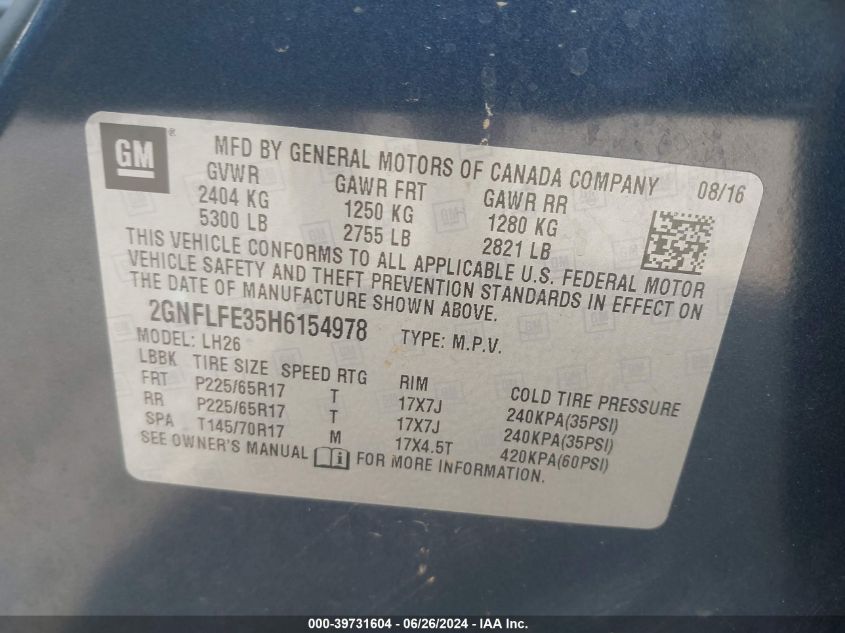 GM ®
MFD BY GENERAL MOTORS OF CANADA COMPANY 08/16
GVWR GAWR FRT GAWR RR
2404 KG 1250 KG 1280 KG
5300 LB 2755 LB 2821 LB
THIS VEHICLE CONFORMS TO ALL APPLICABLE U.S. FEDERAL MOTOR
VEHICLE SAFETY AND THEFT PREVENTION STANDARDS IN EFFECT ON
THE DATE OF MANUFACTURE SHOWN ABOVE.
2GNFLFE35H6154978 TYPE: M.P.V.
MODEL: LH26
LBBK TIRE SIZE SPEED RTG RIM COLD TIRE PRESSURE
FRT P225/65R17 T 17X7J 240KPA(35PSI)
RR P225/65R17 T 17X7J 240KPA(35PSI)
SPA T145/70R17 M 17X4.5T 420KPA(60PSI)
SEE OWNER'S MANUAL i FOR MORE INFORMATION.
000-39731604 - 06/26/2024 - IAA Inc.